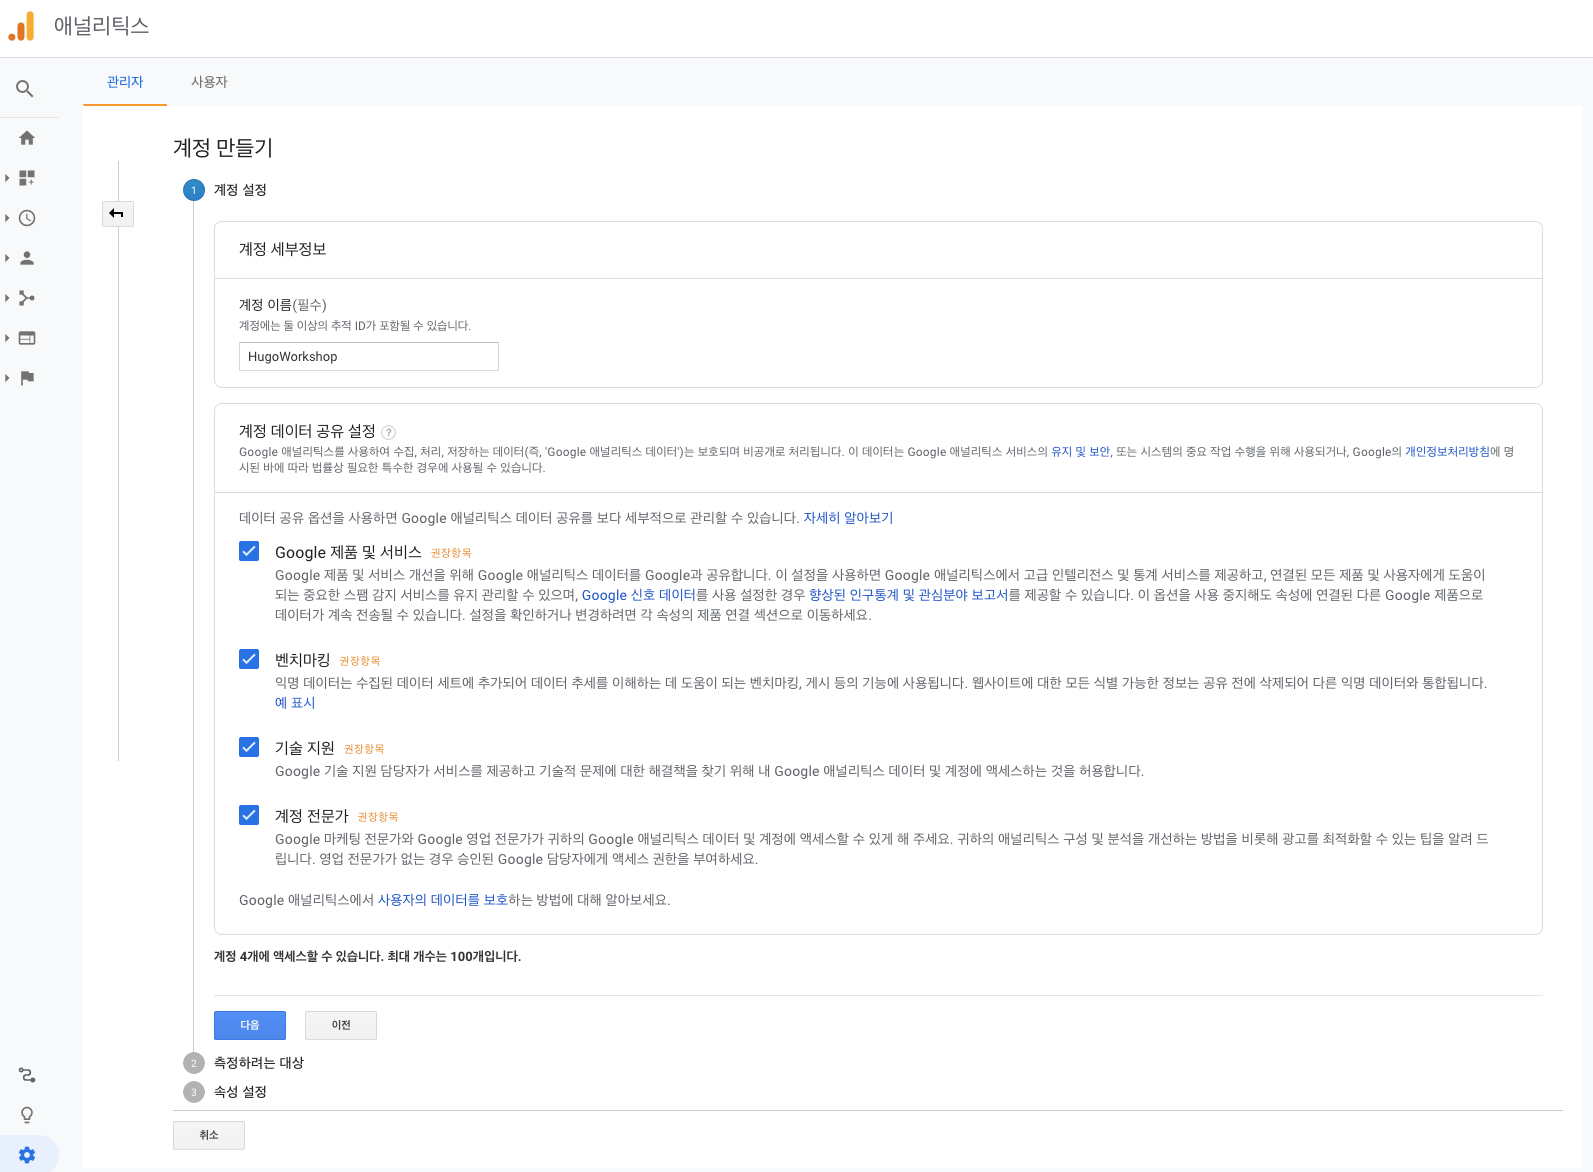 애널리틱스
관리자
사용자
계정 만들기
1 계정 설정
계정 세부정보
계정 이름(필수)
계정에는 둘 이상의 추적 ID가 포함될 수 있습니다.
HugoWorkshop
계정 데이터 공유 설정 ?
Google 애널리틱스를 사용하여 수집, 처리, 저장하는 데이터(즉, 'Google 애널리틱스 데이터')는 보호되며 비공개로 처리됩니다. 이 데이터는 Google 애널리틱스 서비스의 유지 및 보안, 또는 시스템의 중요 작업 수행을 위해 사용되거나, Google의 개인정보처리방침에 명
시된 바에 따라 법률상 필요한 특수한 경우에 사용될 수 있습니다.
데이터 공유 옵션을 사용하면 Google 애널리틱스 데이터 공유를 보다 세부적으로 관리할 수 있습니다. 자세히 알아보기
Google 제품 및 서비스 권장항목
Google 제품 및 서비스 개선을 위해 Google 애널리틱스 데이터를 Google과 공유합니다. 이 설정을 사용하면 Google 애널리틱스에서 고급 인텔리전스 및 통계 서비스를 제공하고, 연결된 모든 제품 및 사용자에게 도움이
되는 중요한 스팸 감지 서비스를 유지 관리할 수 있으며, Google 신호 데이터를 사용 설정한 경우 향상된 인구통계 및 관심분야 보고서를 제공할 수 있습니다. 이 옵션을 사용 중지해도 속성에 연결된 다른 Google 제품으로
데이터가 계속 전송될 수 있습니다. 설정을 확인하거나 변경하려면 각 속성의 제품 연결 섹션으로 이동하세요.
벤치마킹 권장항목
익명 데이터는 수집된 데이터 세트에 추가되어 데이터 추세를 이해하는 데 도움이 되는 벤치마킹, 게시 등의 기능에 사용됩니다. 웹사이트에 대한 모든 식별 가능한 정보는 공유 전에 삭제되어 다른 익명 데이터와 통합됩니다.
예 표시
기술 지원 권장항목
Google 기술 지원 담당자가 서비스를 제공하고 기술적 문제에 대한 해결책을 찾기 위해 내 Google 애널리틱스 데이터 및 계정에 액세스하는 것을 허용합니다.
계정 전문가 권장항목
Google 마케팅 전문가와 Google 영업 전문가가 귀하의 Google 애널리틱스 데이터 및 계정에 액세스할 수 있게 해 주세요. 귀하의 애널리틱스 구성 및 분석을 개선하는 방법을 비롯해 광고를 최적화할 수 있는 팁을 알려 드
립니다. 영업 전문가가 없는 경우 승인된 Google 담당자에게 액세스 권한을 부여하세요.
Google 애널리틱스에서 사용자의 데이터를 보호하는 방법에 대해 알아보세요.
계정 4개에 액세스할 수 있습니다. 최대 개수는 100개입니다.
다음
이전
2 측정하려는 대상
3 속성 설정
취소